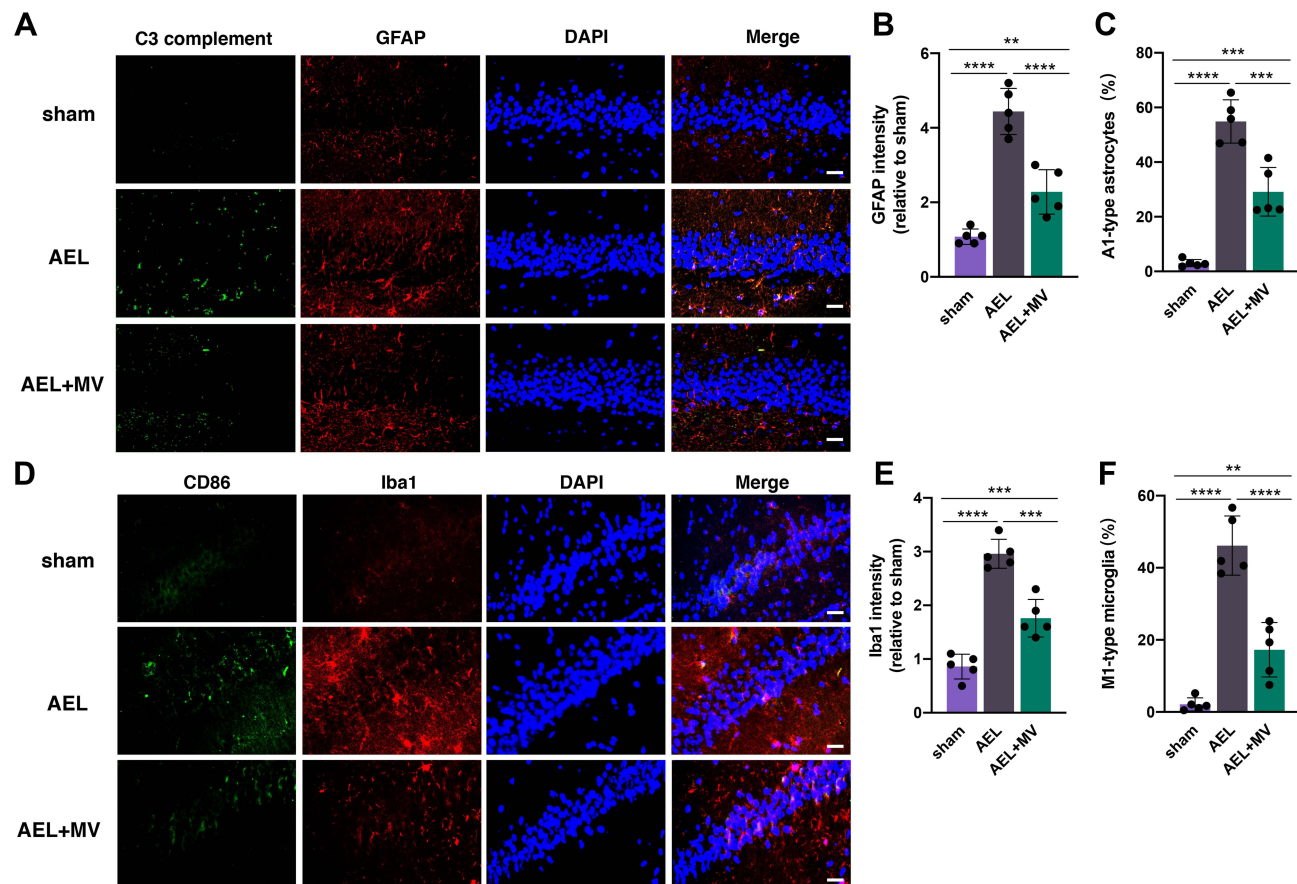 A
C3 complement GFAP DAPI Merge
sham
AEL
AEL+MV
B
GFAP intensity
(relative to sham)
6
4
2
0
**
**** ****
sham AEL AEL+MV
C
A1-type astrocytes (%)
80
60
40
20
0
***
**** ***
sham AEL AEL+MV
D
CD86 Iba1 DAPI Merge
sham
AEL
AEL+MV
E
Iba1 intensity
(relative to sham)
4
3
2
1
0
***
**** ***
sham AEL AEL+MV
F
M1-type microglia (%)
60
40
20
0
**
**** ****
sham AEL AEL+MV